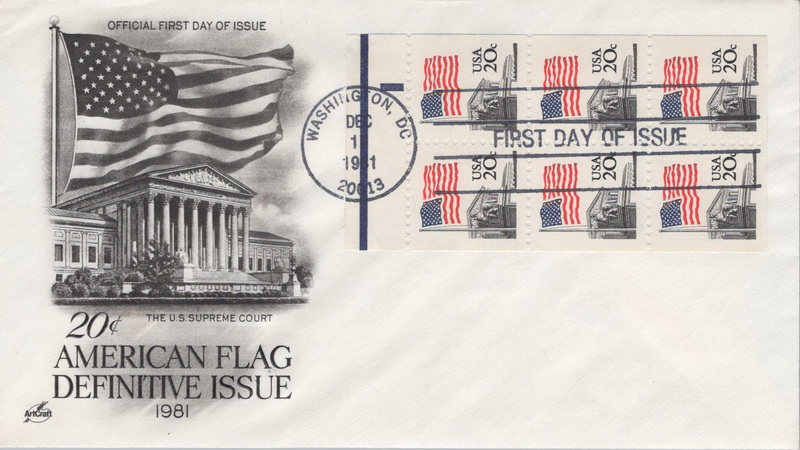 OFFICIAL FIRST DAY OF ISSUE
THE U.S. SUPREME COURT
20¢
AMERICAN FLAG
DEFINITIVE ISSUE
1981
ArtCraft
WASHINGTON, DC
DEC
17
1981
20013
FIRST DAY OF ISSUE
USA
20c
USA
20c
USA
20c
USA
20c
USA
20c
USA
20c